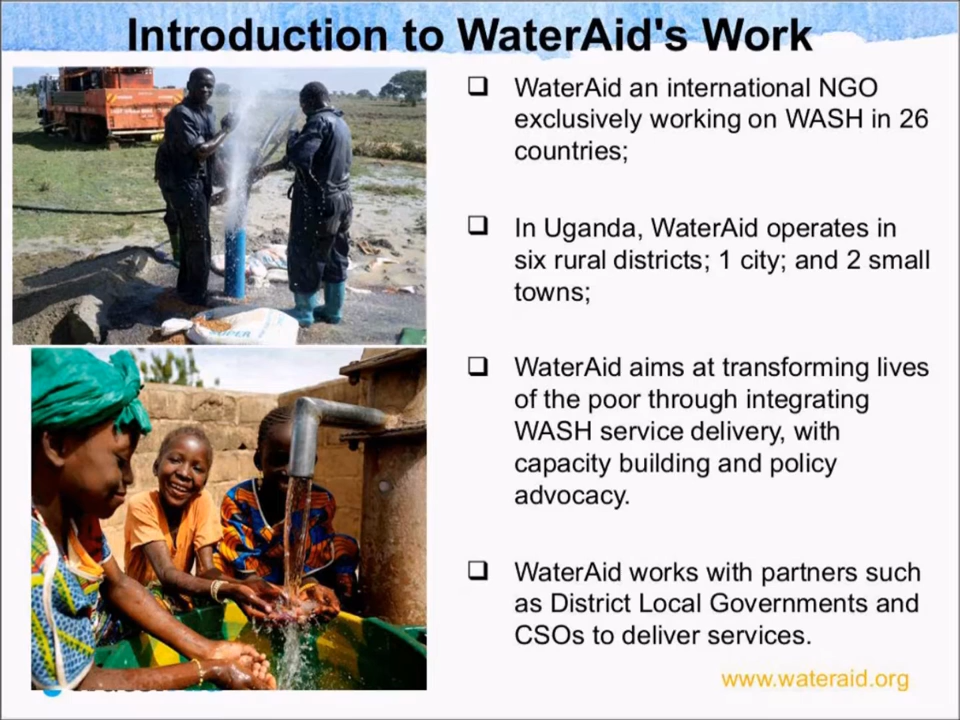 Introduction to WaterAid's Work
❑ WaterAid an international NGO
exclusively working on WASH in 26
countries;
❑ In Uganda, WaterAid operates in
six rural districts; 1 city; and 2 small
towns;
❑ WaterAid aims at transforming lives
of the poor through integrating
WASH service delivery, with
capacity building and policy
advocacy.
❑ WaterAid works with partners such
as District Local Governments and
CSOs to deliver services.
www.wateraid.org
SUPER